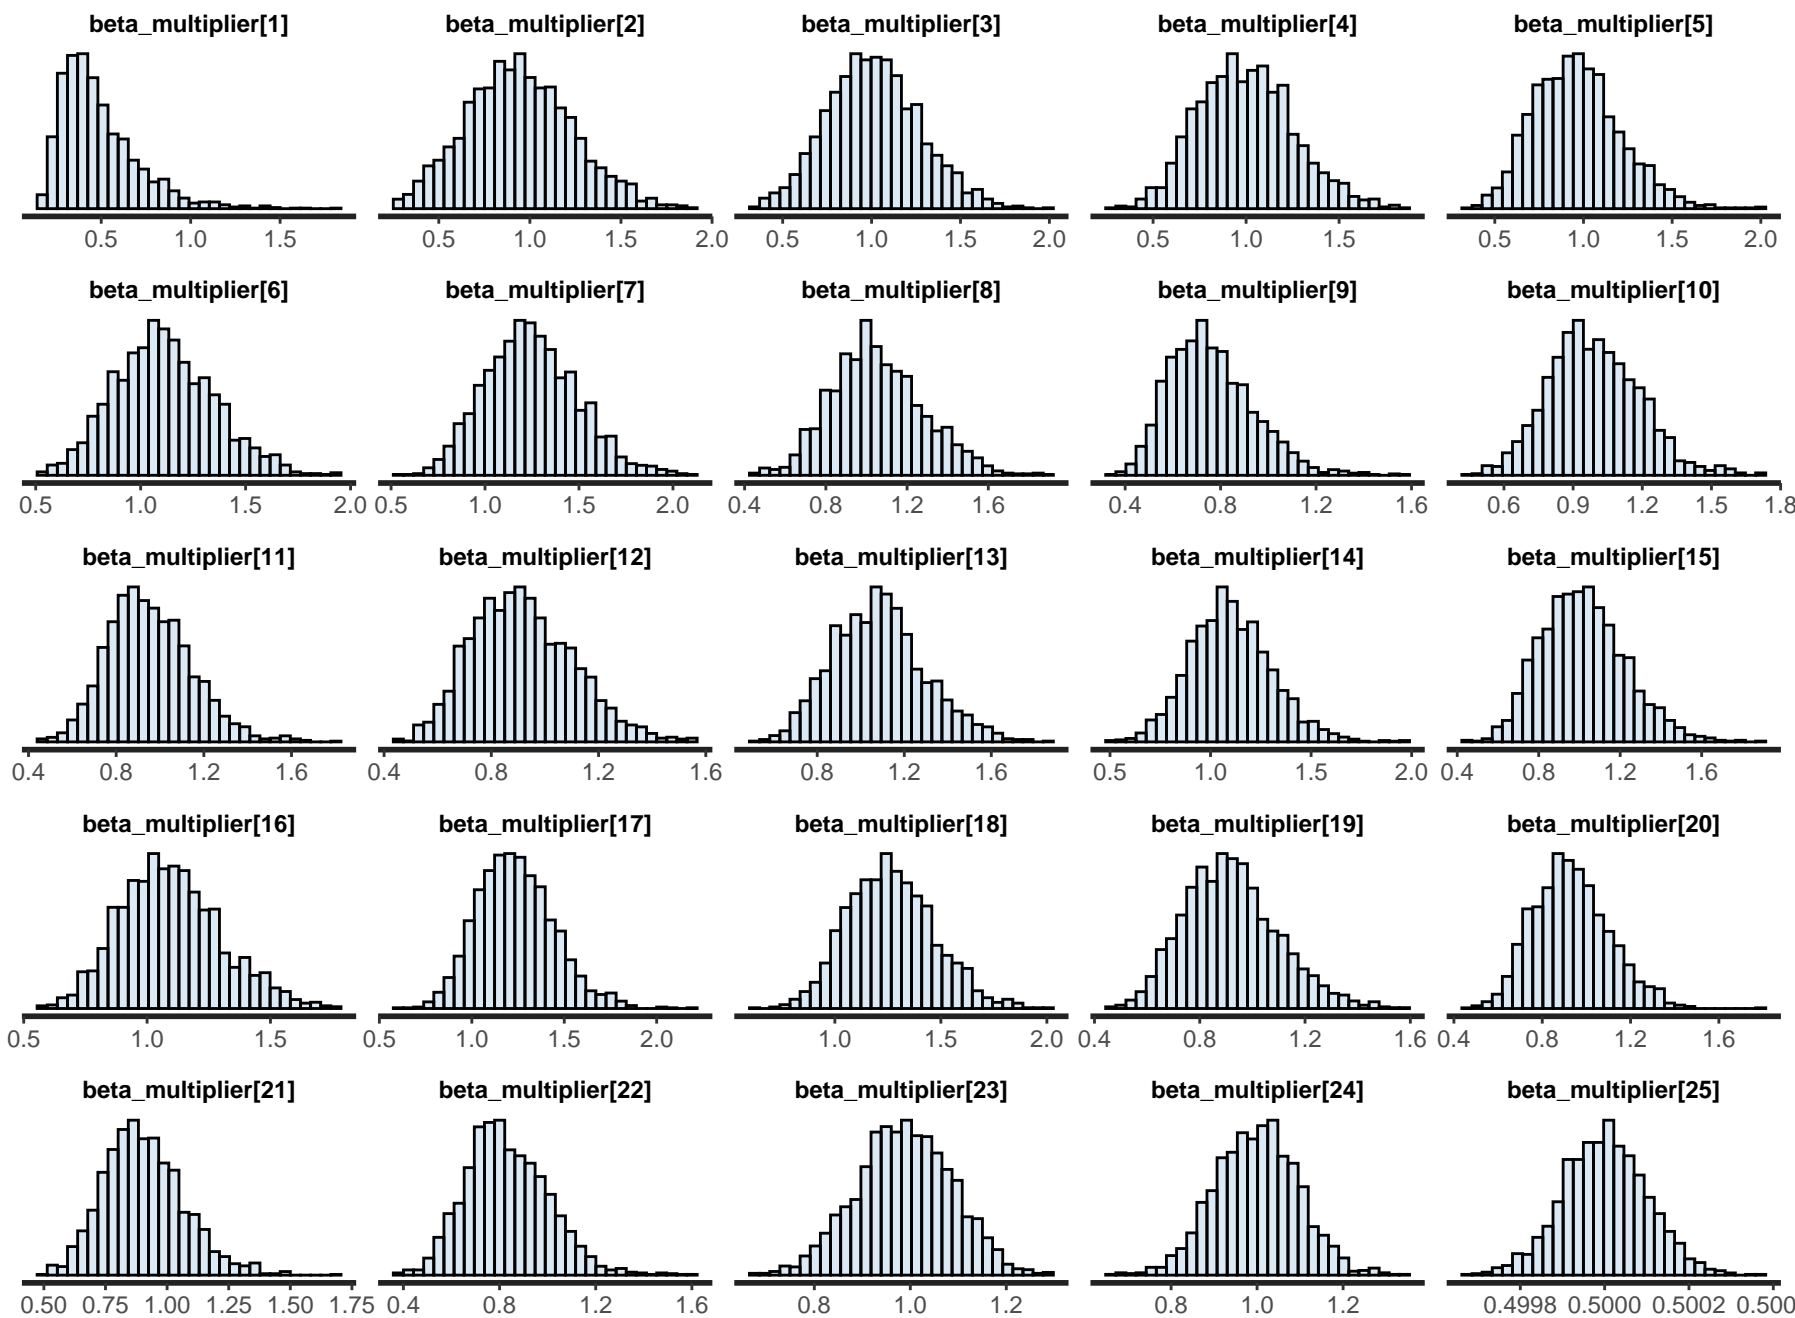 beta_multiplier[1] beta_multiplier[2] beta_multiplier[3] beta_multiplier[4] beta_multiplier[5]
0.5 1.0 1.5 0.5 1.0 1.5 2.0 0.5 1.0 1.5 2.0 0.5 1.0 1.5 0.5 1.0 1.5 2.0
beta_multiplier[6] beta_multiplier[7] beta_multiplier[8] beta_multiplier[9] beta_multiplier[10]
0.5 1.0 1.5 2.0 0.5 1.0 1.5 2.0 0.4 0.8 1.2 1.6 0.4 0.8 1.2 1.6 0.6 0.9 1.2 1.5 1.8
beta_multiplier[11] beta_multiplier[12] beta_multiplier[13] beta_multiplier[14] beta_multiplier[15]
0.4 0.8 1.2 1.6 0.4 0.8 1.2 1.6 0.8 1.2 1.6 0.5 1.0 1.5 2.0 0.4 0.8 1.2 1.6
beta_multiplier[16] beta_multiplier[17] beta_multiplier[18] beta_multiplier[19] beta_multiplier[20]
0.5 1.0 1.5 0.5 1.0 1.5 2.0 1.0 1.5 2.0 0.4 0.8 1.2 1.6 0.4 0.8 1.2 1.6
beta_multiplier[21] beta_multiplier[22] beta_multiplier[23] beta_multiplier[24] beta_multiplier[25]
0.50 0.75 1.00 1.25 1.50 1.75 0.4 0.8 1.2 1.6 0.8 1.0 1.2 0.8 1.0 1.2 0.4998 0.5000 0.5002 0.500